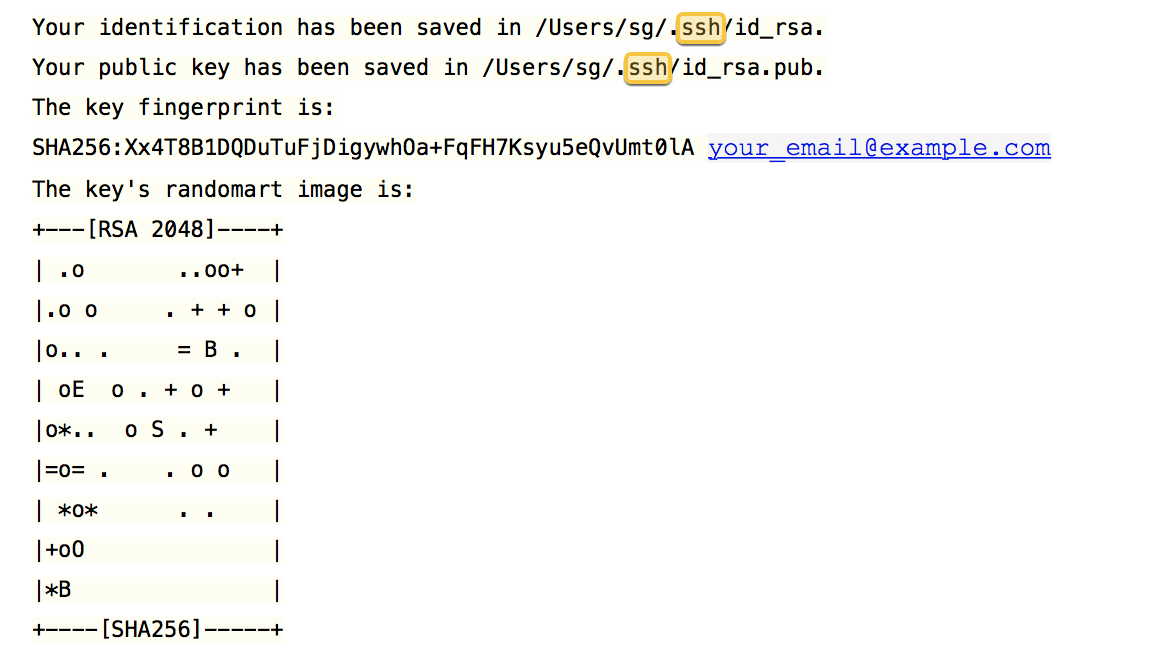 Your identification has been saved in /Users/sg/.ssh/id_rsa.
Your public key has been saved in /Users/sg/.ssh/id_rsa.pub.
The key fingerprint is:
SHA256:Xx4T8B1DQDuTuFjDigywhOa+FqFH7Ksyu5eQvUmt0lA your_email@example.com
The key's randomart image is:
+---[RSA 2048]----+
| .o       ..oo+  |
|.o o     . + + o |
|o.. .     = B .  |
| oE  o . + o +   |
|o*..  o S . +    |
|=o= .    . o o   |
| *o*      . .    |
|+oO              |
|*B               |
+----[SHA256]-----+